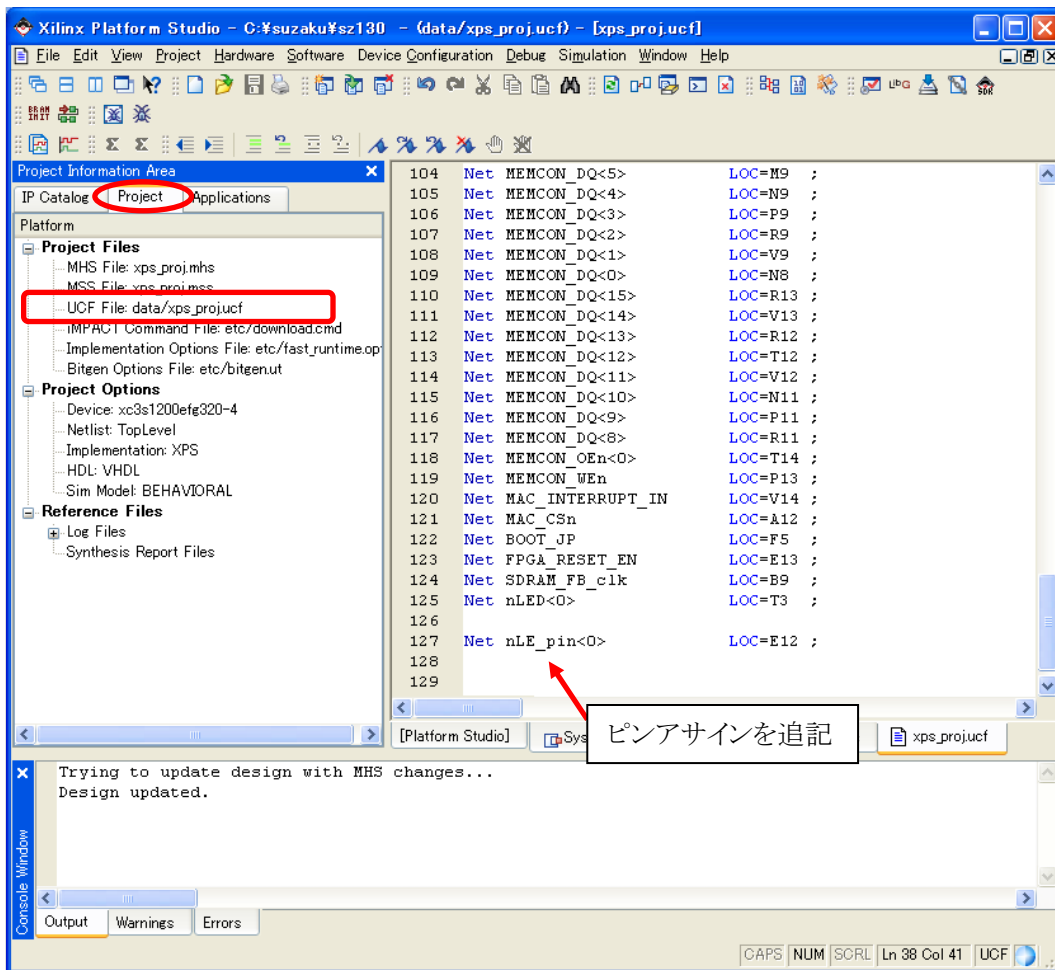 Xilinx Platform Studio - C:¥suzaku¥sz130 - (data/xps_proj.ucf) - [xps_proj.ucf]
File Edit View Project Hardware Software Device Configuration Debug Simulation Window Help
Project Information Area
IP Catalog Project Applications
Platform
Project Files
MHS File: xps_proj.mhs
MSS File: xps_proj.mss
UCF File: data/xps_proj.ucf
iMPACT Command File: etc/download.cmd
Implementation Options File: etc/fast_runtime.op
Bitgen Options File: etc/bitgen.ut
Project Options
Device: xc3s1200efg320-4
Netlist: TopLevel
Implementation: XPS
HDL: VHDL
Sim Model: BEHAVIORAL
Reference Files
Log Files
Synthesis Report Files
104 Net MEMCON_DQ<5> LOC=M9 ;
105 Net MEMCON_DQ<4> LOC=N9 ;
106 Net MEMCON_DQ<3> LOC=P9 ;
107 Net MEMCON_DQ<2> LOC=R9 ;
108 Net MEMCON_DQ<1> LOC=V9 ;
109 Net MEMCON_DQ<0> LOC=N8 ;
110 Net MEMCON_DQ<15> LOC=R13 ;
111 Net MEMCON_DQ<14> LOC=V13 ;
112 Net MEMCON_DQ<13> LOC=R12 ;
113 Net MEMCON_DQ<12> LOC=T12 ;
114 Net MEMCON_DQ<11> LOC=V12 ;
115 Net MEMCON_DQ<10> LOC=N11 ;
116 Net MEMCON_DQ<9> LOC=P11 ;
117 Net MEMCON_DQ<8> LOC=R11 ;
118 Net MEMCON_OEn<0> LOC=T14 ;
119 Net MEMCON_WEn LOC=P13 ;
120 Net MAC_INTERRUPT_IN LOC=V14 ;
121 Net MAC_CSn LOC=A12 ;
122 Net BOOT_JP LOC=F5 ;
123 Net FPGA_RESET_EN LOC=E13 ;
124 Net SDRAM_FB_clk LOC=B9 ;
125 Net nLED<0> LOC=T3 ;
126
127 Net nLE_pin<0> LOC=E12 ;
128
129
ピンアサインを追記
[Platform Studio] Sys xps_proj.ucf
Trying to update design with MHS changes...
Design updated.
Console Window
Output Warnings Errors
CAPS NUM SCRL Ln 38 Col 41 UCF